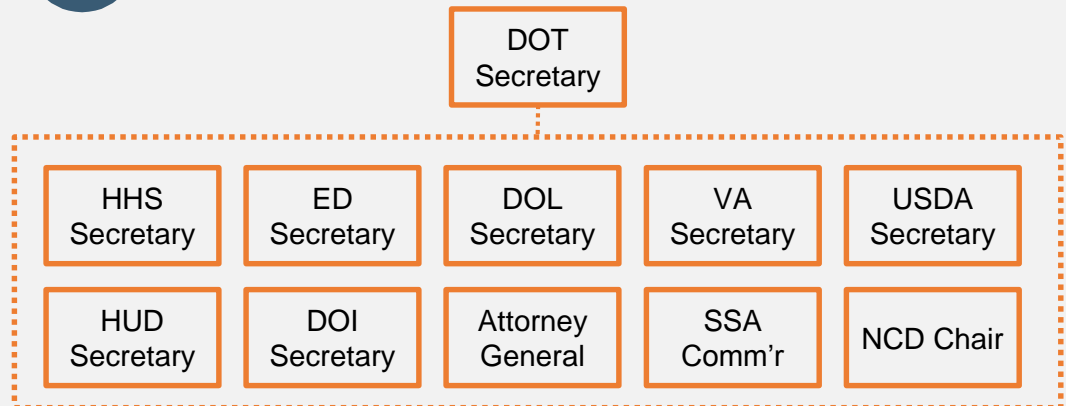 DOT
Secretary
HHS
Secretary
ED
Secretary
DOL
Secretary
VA
Secretary
USDA
Secretary
HUD
Secretary
DOI
Secretary
Attorney
General
SSA
Comm’r
NCD Chair